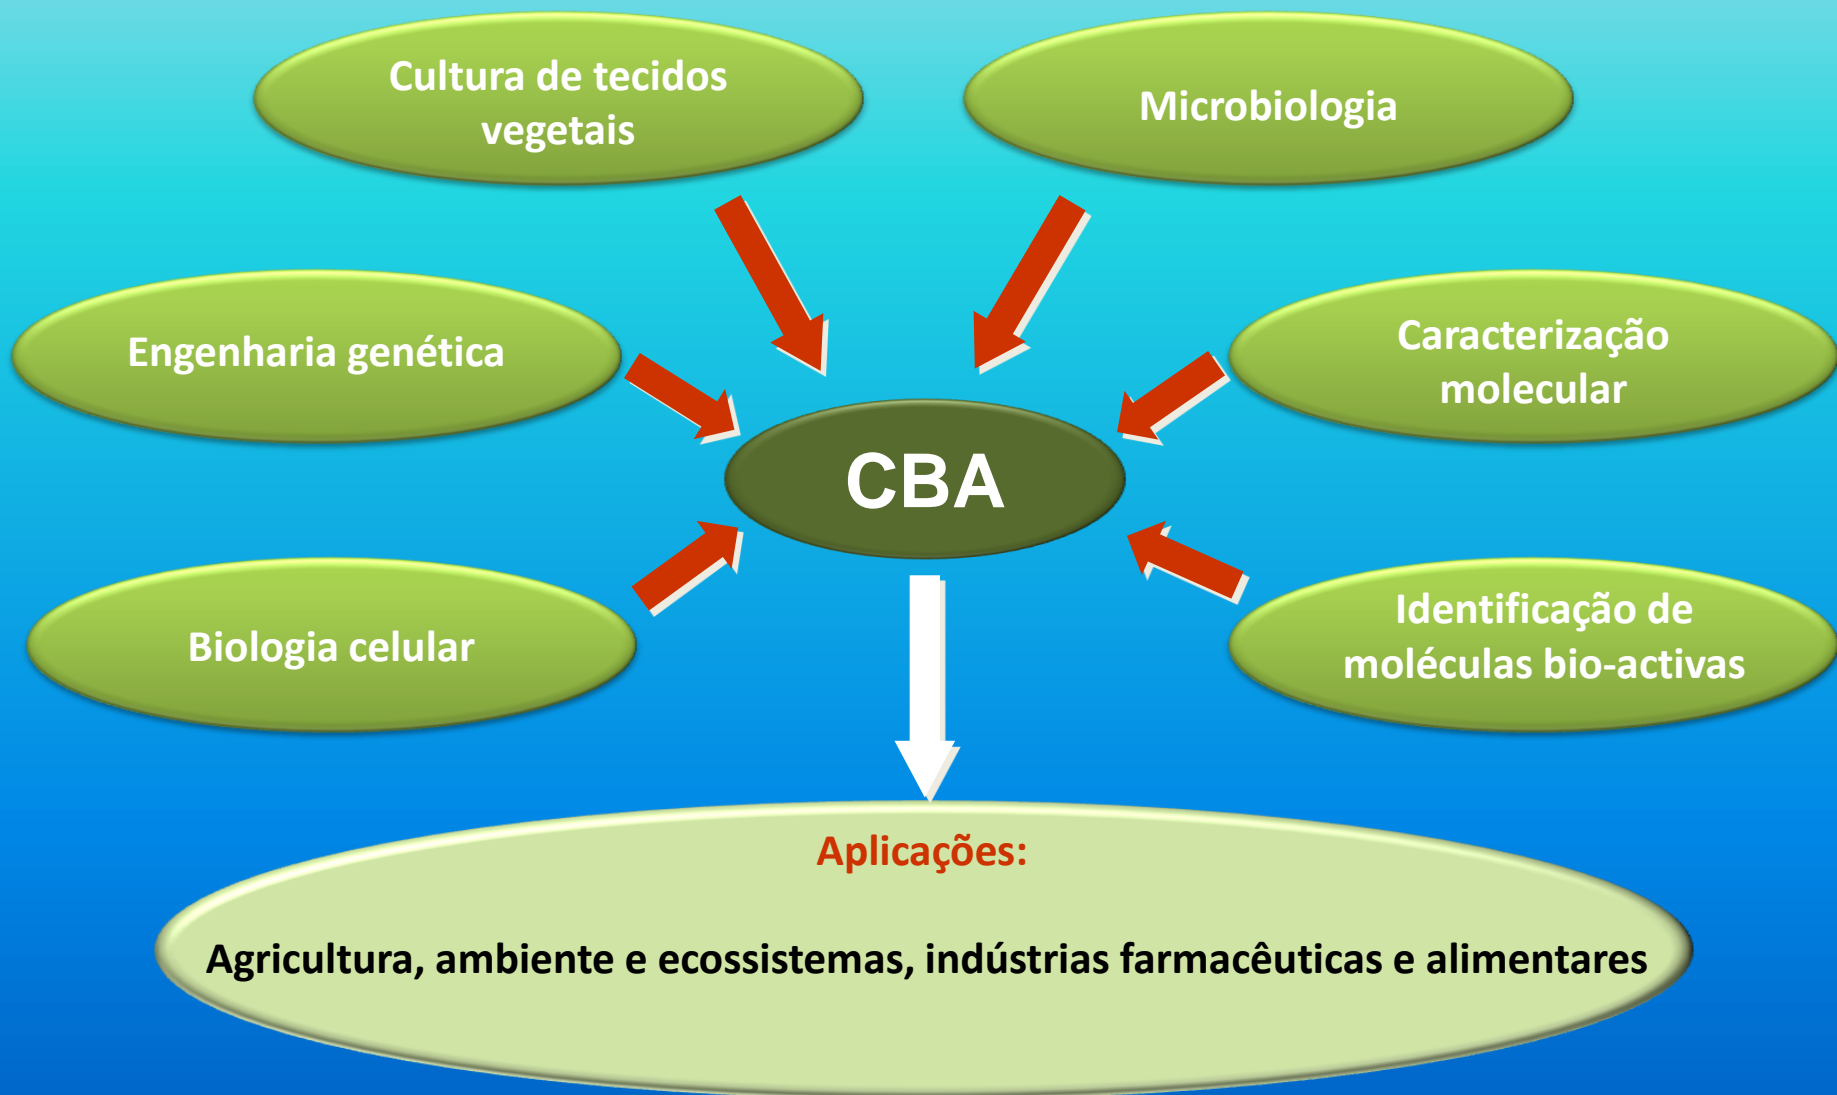 Cultura de tecidos
vegetais
Microbiologia
Engenharia genética
Caracterização
molecular
CBA
Biologia celular
Identificação de
moléculas bio-activas
Aplicações:
Agricultura, ambiente e ecossistemas, indústrias farmacêuticas e alimentares